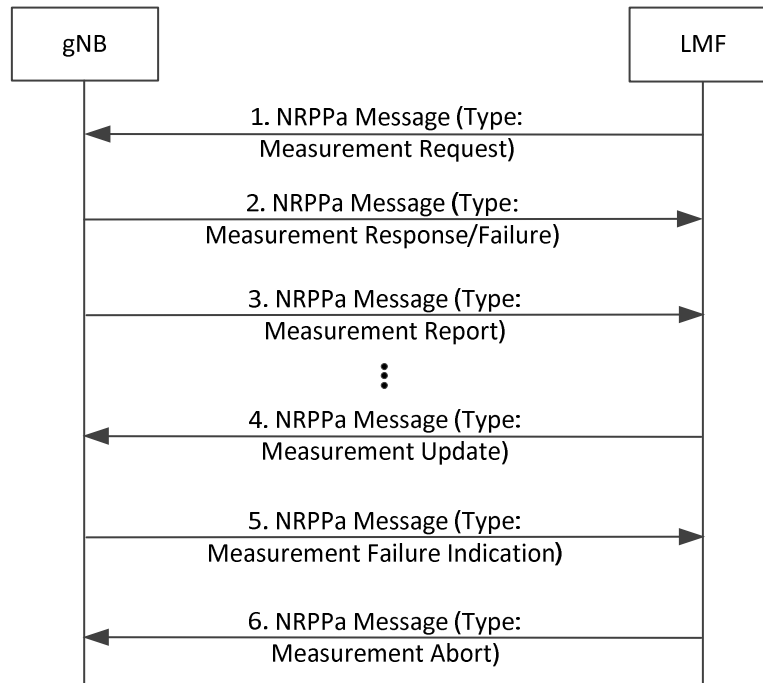 gNB
LMF
1. NRPPa Message (Type:
Measurement Request)
2. NRPPa Message (Type:
Measurement Response/Failure)
3. NRPPa Message (Type:
Measurement Report)
4. NRPPa Message (Type:
Measurement Update)
5. NRPPa Message (Type:
Measurement Failure Indication)
6. NRPPa Message (Type:
Measurement Abort)